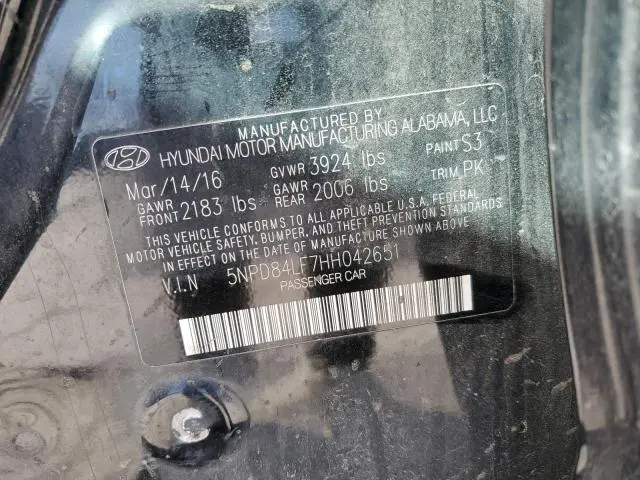 MANUFACTURED BY
HYUNDAI MOTOR MANUFACTURING ALABAMA, LLC
Mar/14/16 GVWR 3924 lbs PAINT S3
GAWR FRONT 2183 lbs GAWR REAR 2006 lbs TRIM PK
THIS VEHICLE CONFORMS TO ALL APPLICABLE U.S.A. FEDERAL
MOTOR VEHICLE SAFETY, BUMPER, AND THEFT PREVENTION STANDARDS
IN EFFECT ON THE DATE OF MANUFACTURE SHOWN ABOVE.
V.I.N 5NPD84LF7HH042651
PASSENGER CAR